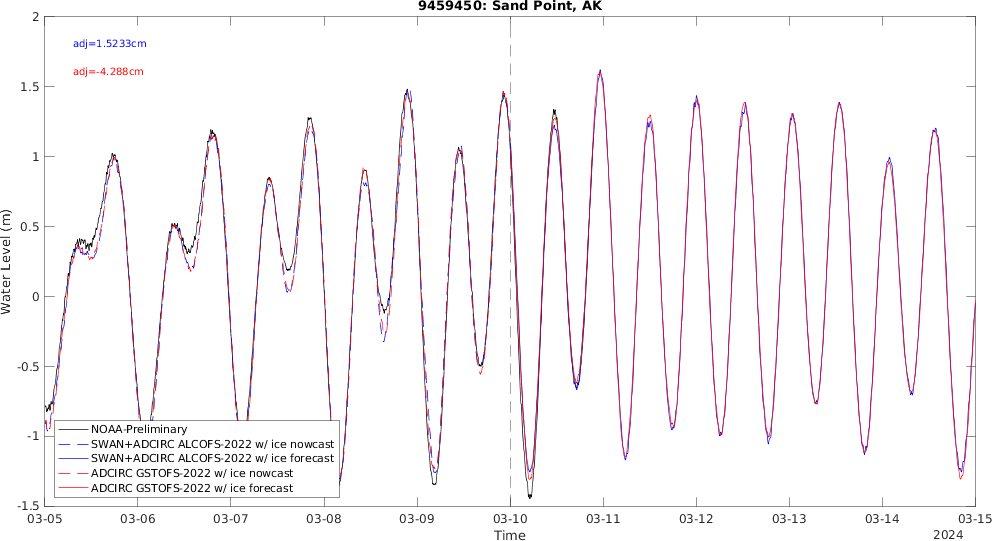 9459450: Sand Point, AK
adj=1.5233cm
adj=-4.288cm
Water Level (m)
2
1.5
1
0.5
0
-0.5
-1
-1.5
NOAA-Preliminary
SWAN+ADCIRC ALCOFS-2022 w/ ice nowcast
SWAN+ADCIRC ALCOFS-2022 w/ ice forecast
ADCIRC GSTOFS-2022 w/ ice nowcast
ADCIRC GSTOFS-2022 w/ ice forecast
03-05 03-06 03-07 03-08 03-09 03-10 03-11 03-12 03-13 03-14 03-15
Time
2024